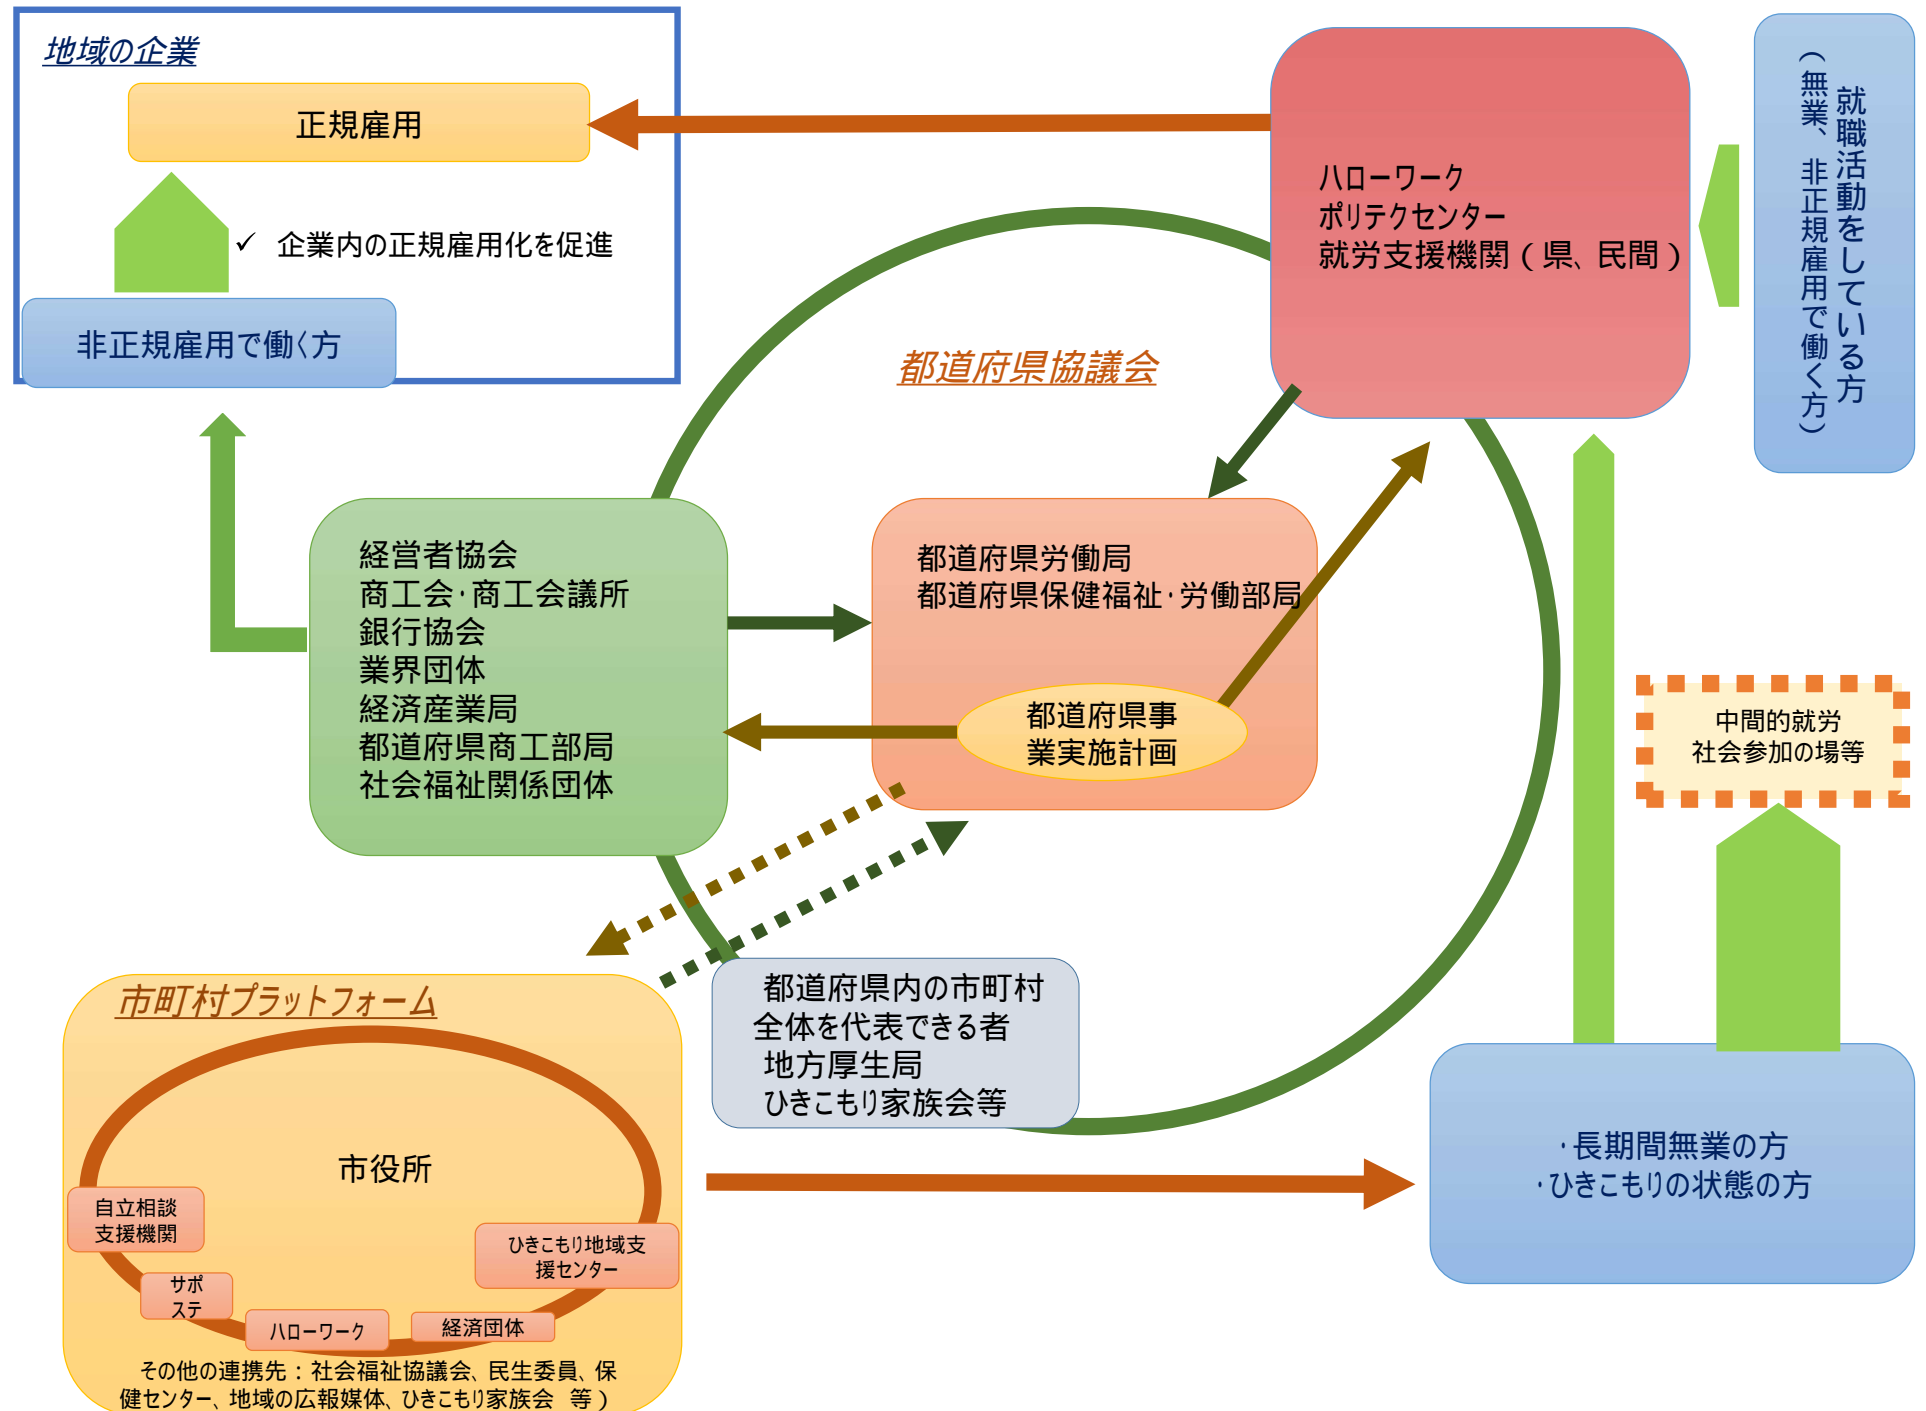 地域の企業
正規雇用
✓ 企業内の正規雇用化を促進
非正規雇用で働く方
ハローワーク
ポリテクセンター
就労支援機関（県、民間）
就職活動をしている方
（無業、非正規雇用で働く方）
都道府県協議会
経営者協会
商工会・商工会議所
銀行協会
業界団体
経済産業局
都道府県商工部局
社会福祉関係団体
都道府県労働局
都道府県保健福祉・労働部局
都道府県事
業実施計画
中間的就労
社会参加の場等
都道府県内の市町村
全体を代表できる者
地方厚生局
ひきこもり家族会等
市町村プラットフォーム
市役所
自立相談
支援機関
サポ
ステ
ハローワーク
経済団体
ひきこもり地域支
援センター
その他の連携先：社会福祉協議会、民生委員、保
健センター、地域の広報媒体、ひきこもり家族会 等）
・長期間無業の方
・ひきこもりの状態の方